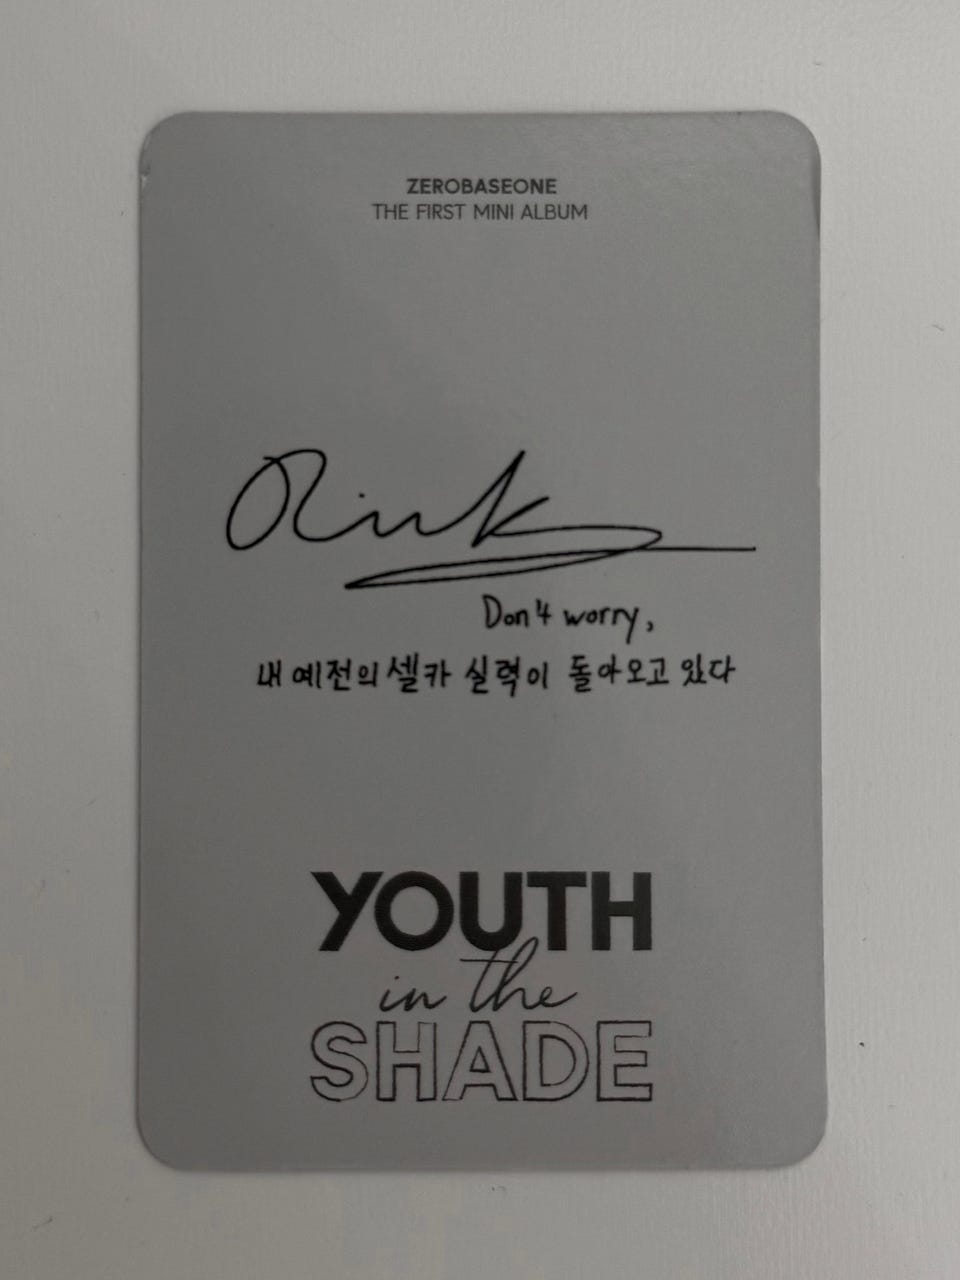 ZEROBASEONE
THE FIRST MINI ALBUM
Rick
Don't worry,
내 예전의 셀카 실력이 돌아오고 있다
YOUTH
in the
SHADE